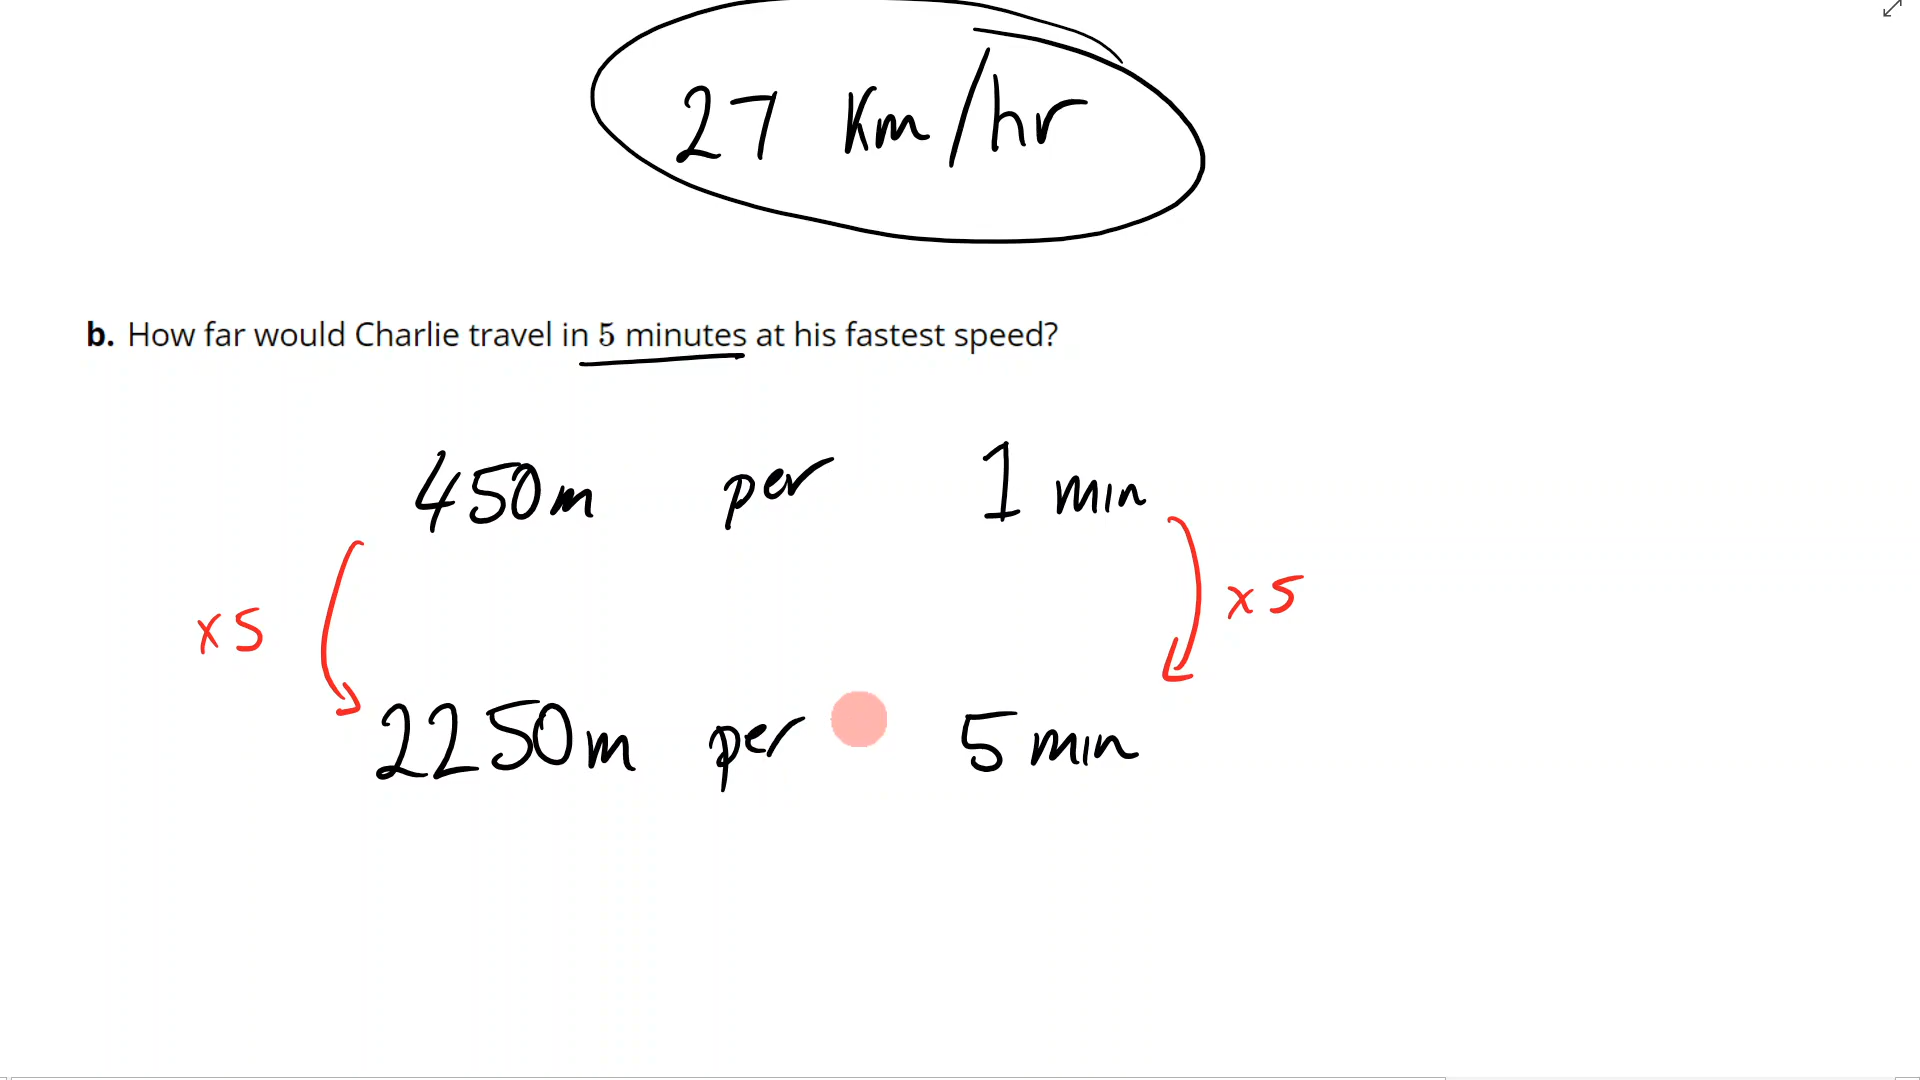 27 Km/hr
b. How far would Charlie travel in 5 minutes at his fastest speed?
450m per 1 min
x5 x5
2250m per 5 min